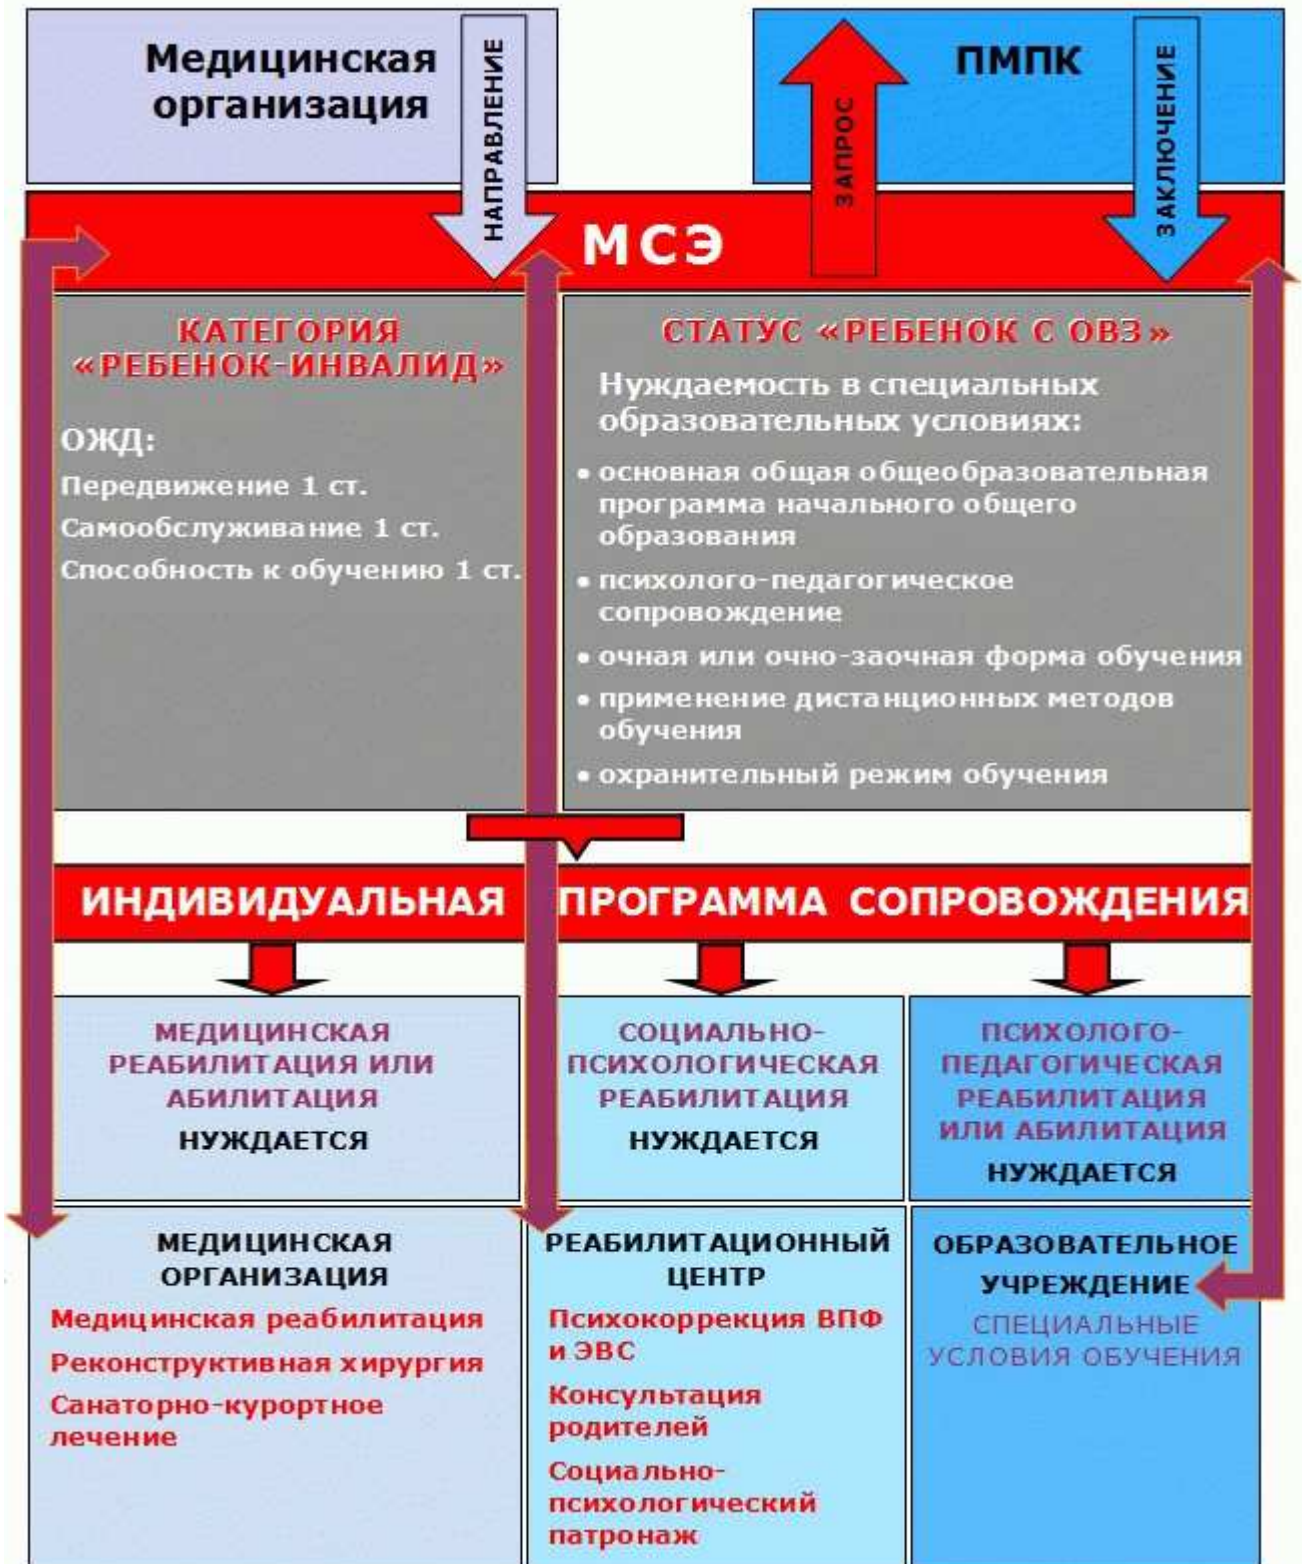 Медицинская
организация
НАПРАВЛЕНИЕ
ЗАПРОС
ПМПК
ЗАКЛЮЧЕНИЕ
МСЭ
КАТЕГОРИЯ
«РЕБЕНОК-ИНВАЛИД»
ОЖД:
Передвижение 1 ст.
Самообслуживание 1 ст.
Способность к обучению 1 ст.
СТАТУС «РЕБЕНОК С ОВЗ»
Нуждаемость в специальных
образовательных условиях:
• основная общая общеобразовательная
программа начального общего
образования
• психолого-педагогическое
сопровождение
• очная или очно-заочная форма обучения
• применение дистанционных методов
обучения
• охранительный режим обучения
ИНДИВИДУАЛЬНАЯ ПРОГРАММА СОПРОВОЖДЕНИЯ
МЕДИЦИНСКАЯ
РЕАБИЛИТАЦИЯ ИЛИ
АБИЛИТАЦИЯ
НУЖДАЕТСЯ
СОЦИАЛЬНО-
ПСИХОЛОГИЧЕСКАЯ
РЕАБИЛИТАЦИЯ
НУЖДАЕТСЯ
ПСИХОЛОГО-
ПЕДАГОГИЧЕСКАЯ
РЕАБИЛИТАЦИЯ
ИЛИ АБИЛИТАЦИЯ
НУЖДАЕТСЯ
МЕДИЦИНСКАЯ
ОРГАНИЗАЦИЯ
Медицинская реабилитация
Реконструктивная хирургия
Санаторно-курортное
лечение
РЕАБИЛИТАЦИОННЫЙ
ЦЕНТР
Психокоррекция ВПФ
и ЭВС
Консультация
родителей
Социально-
психологический
патронаж
ОБРАЗОВАТЕЛЬНОЕ
УЧРЕЖДЕНИЕ
СПЕЦИАЛЬНЫЕ
УСЛОВИЯ ОБУЧЕНИЯ